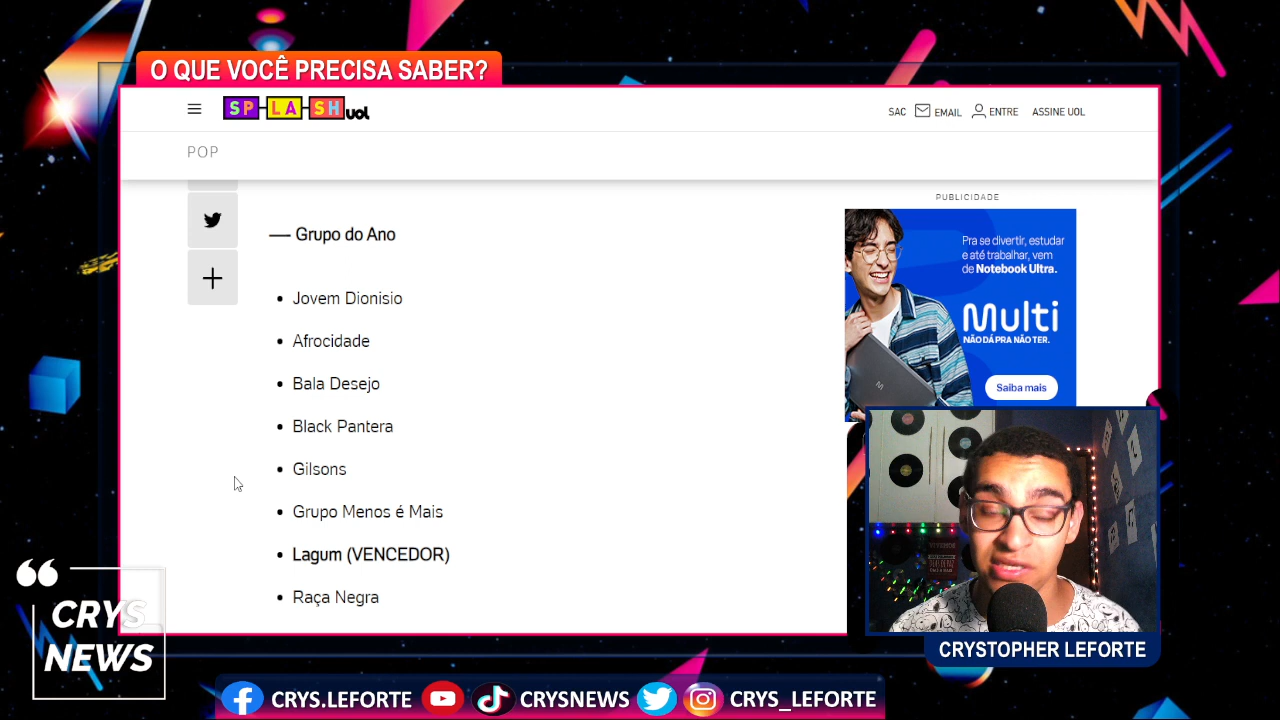 O QUE VOCÊ PRECISA SABER?
SPLASH uol
SAC EMAIL ENTRE ASSINE UOL
POP
PUBLICIDADE
— Grupo do Ano
• Jovem Dionisio
• Afrocidade
• Bala Desejo
• Black Pantera
• Gilsons
• Grupo Menos é Mais
• Lagum (VENCEDOR)
• Raça Negra
Pra se divertir, estudar
e até trabalhar, vem
de Notebook Ultra.
Multi
NÃO DÁ PRA NÃO TER.
Saiba mais
CRYS
NEWS
CRYSTOPHER LEFORTE
CRYS.LEFORTE CRYSNEWS CRYS_LEFORTE